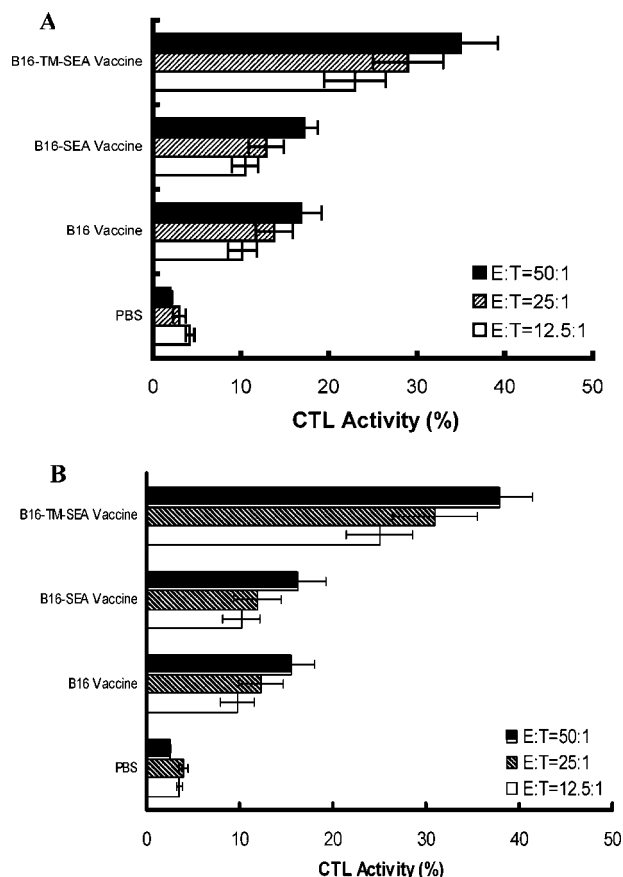 A
B16-TM-SEA Vaccine
B16-SEA Vaccine
B16 Vaccine
PBS
E:T=50:1
E:T=25:1
E:T=12.5:1
0 10 20 30 40 50
CTL Activity (%)
B
B16-TM-SEA Vaccine
B16-SEA Vaccine
B16 Vaccine
PBS
E:T=50:1
E:T=25:1
E:T=12.5:1
0 10 20 30 40 50
CTL Activity (%)